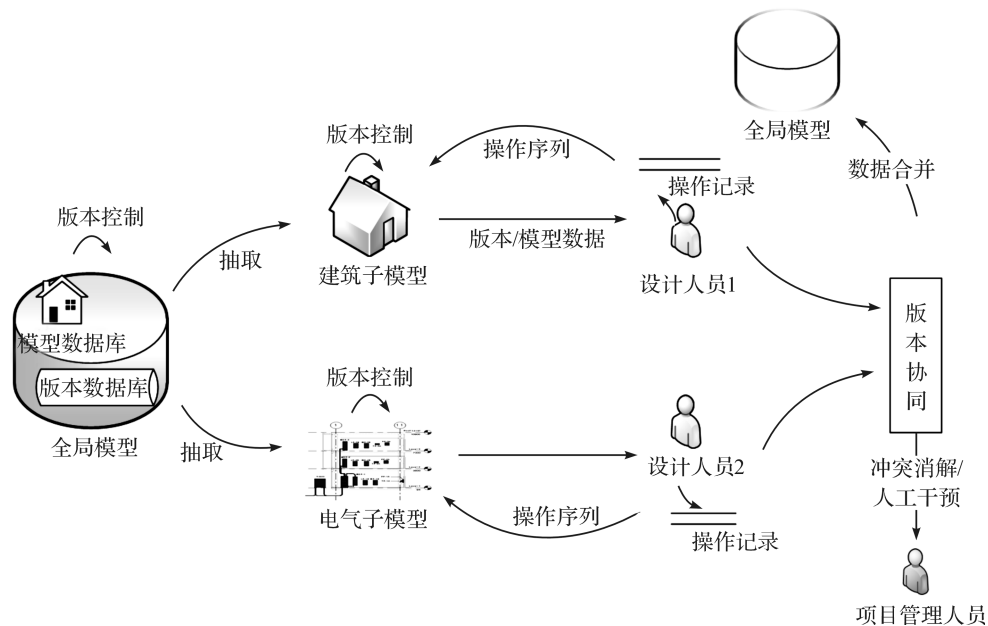 全局模型
版本控制
操作序列
数据合并
操作记录
版本控制
抽取
版本/模型数据
建筑子模型
设计人员1
模型数据库
版本数据库
全局模型
版本协同
版本控制
抽取
设计人员2
冲突消解/
人工干预
电气子模型
操作序列
操作记录
项目管理人员